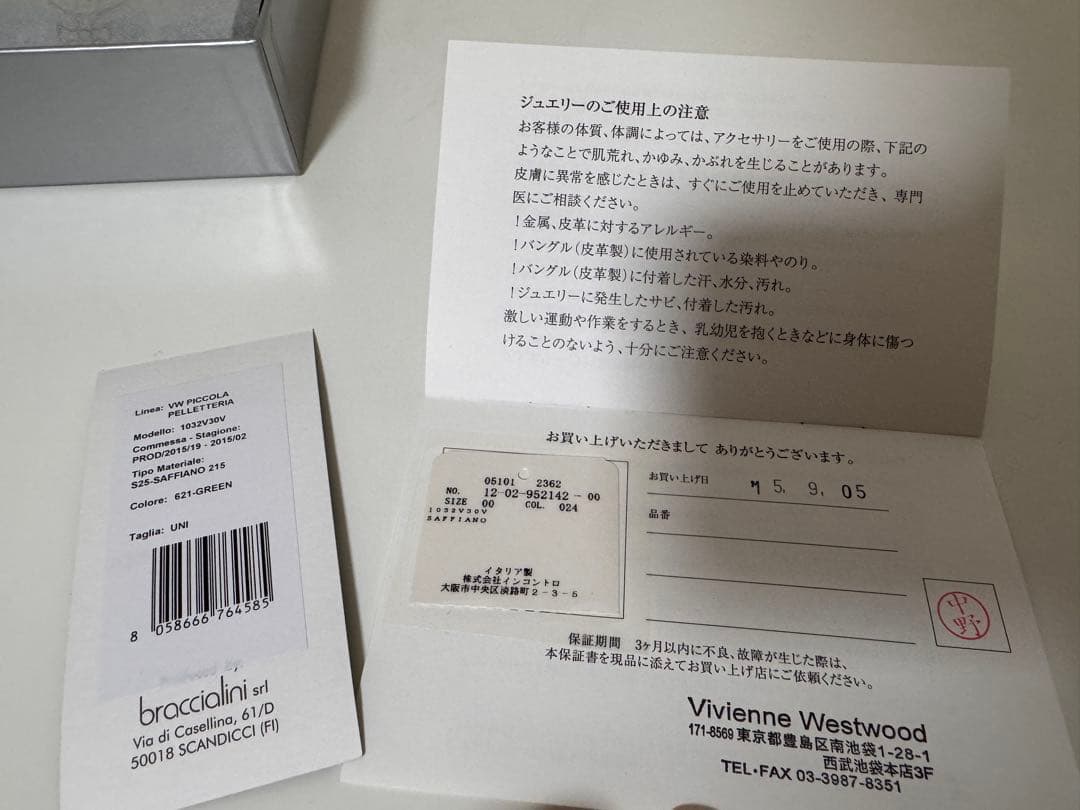 ジュエリーのご使用上の注意
お客様の体質、体調によっては、アクセサリーをご使用の際、下記の
ようなことで肌荒れ、かゆみ、かぶれを生じることがあります。
皮膚に異常を感じたときは、すぐにご使用を止めていただき、専門
医にご相談ください。
！金属、皮革に対するアレルギー。
！バングル（皮革製）に使用されている染料やのり。
！バングル（皮革製）に付着した汗、水分、汚れ。
！ジュエリーに発生したサビ、付着した汚れ。
激しい運動や作業をするとき、乳幼児を抱くときなどに身体に傷つ
けることのないよう、十分にご注意ください。
お買い上げいただきまして ありがとうございます。
05101 2362
NO. 12-02-952142-00
SIZE 00 COL. 024
1032V30V
SAFFIANO
イタリア製
株式会社インコントロ
大阪市中央区淡路町2-3-5
お買い上げ日 15. 9. 05
品番
中野
保証期間 3ヶ月以内に不良、故障が生じた際は、
本保証書を現品に添えてお買い上げ店にご依頼ください。
Vivienne Westwood
171-8569 東京都豊島区南池袋1-28-1
西武池袋本店3F
TEL・FAX 03-3987-8351
Linea: VW PICCOLA
PELLETTERIA
Modello: 1032V30V
Commessa - Stagione:
PROD/2015/19 - 2015/02
Tipo Materiale:
S25-SAFFIANO 215
Colore: 621-GREEN
Taglia: UNI
8 058666 764585
braccialini srl
Via di Casellina, 61/D
50018 SCANDICCI (FI)